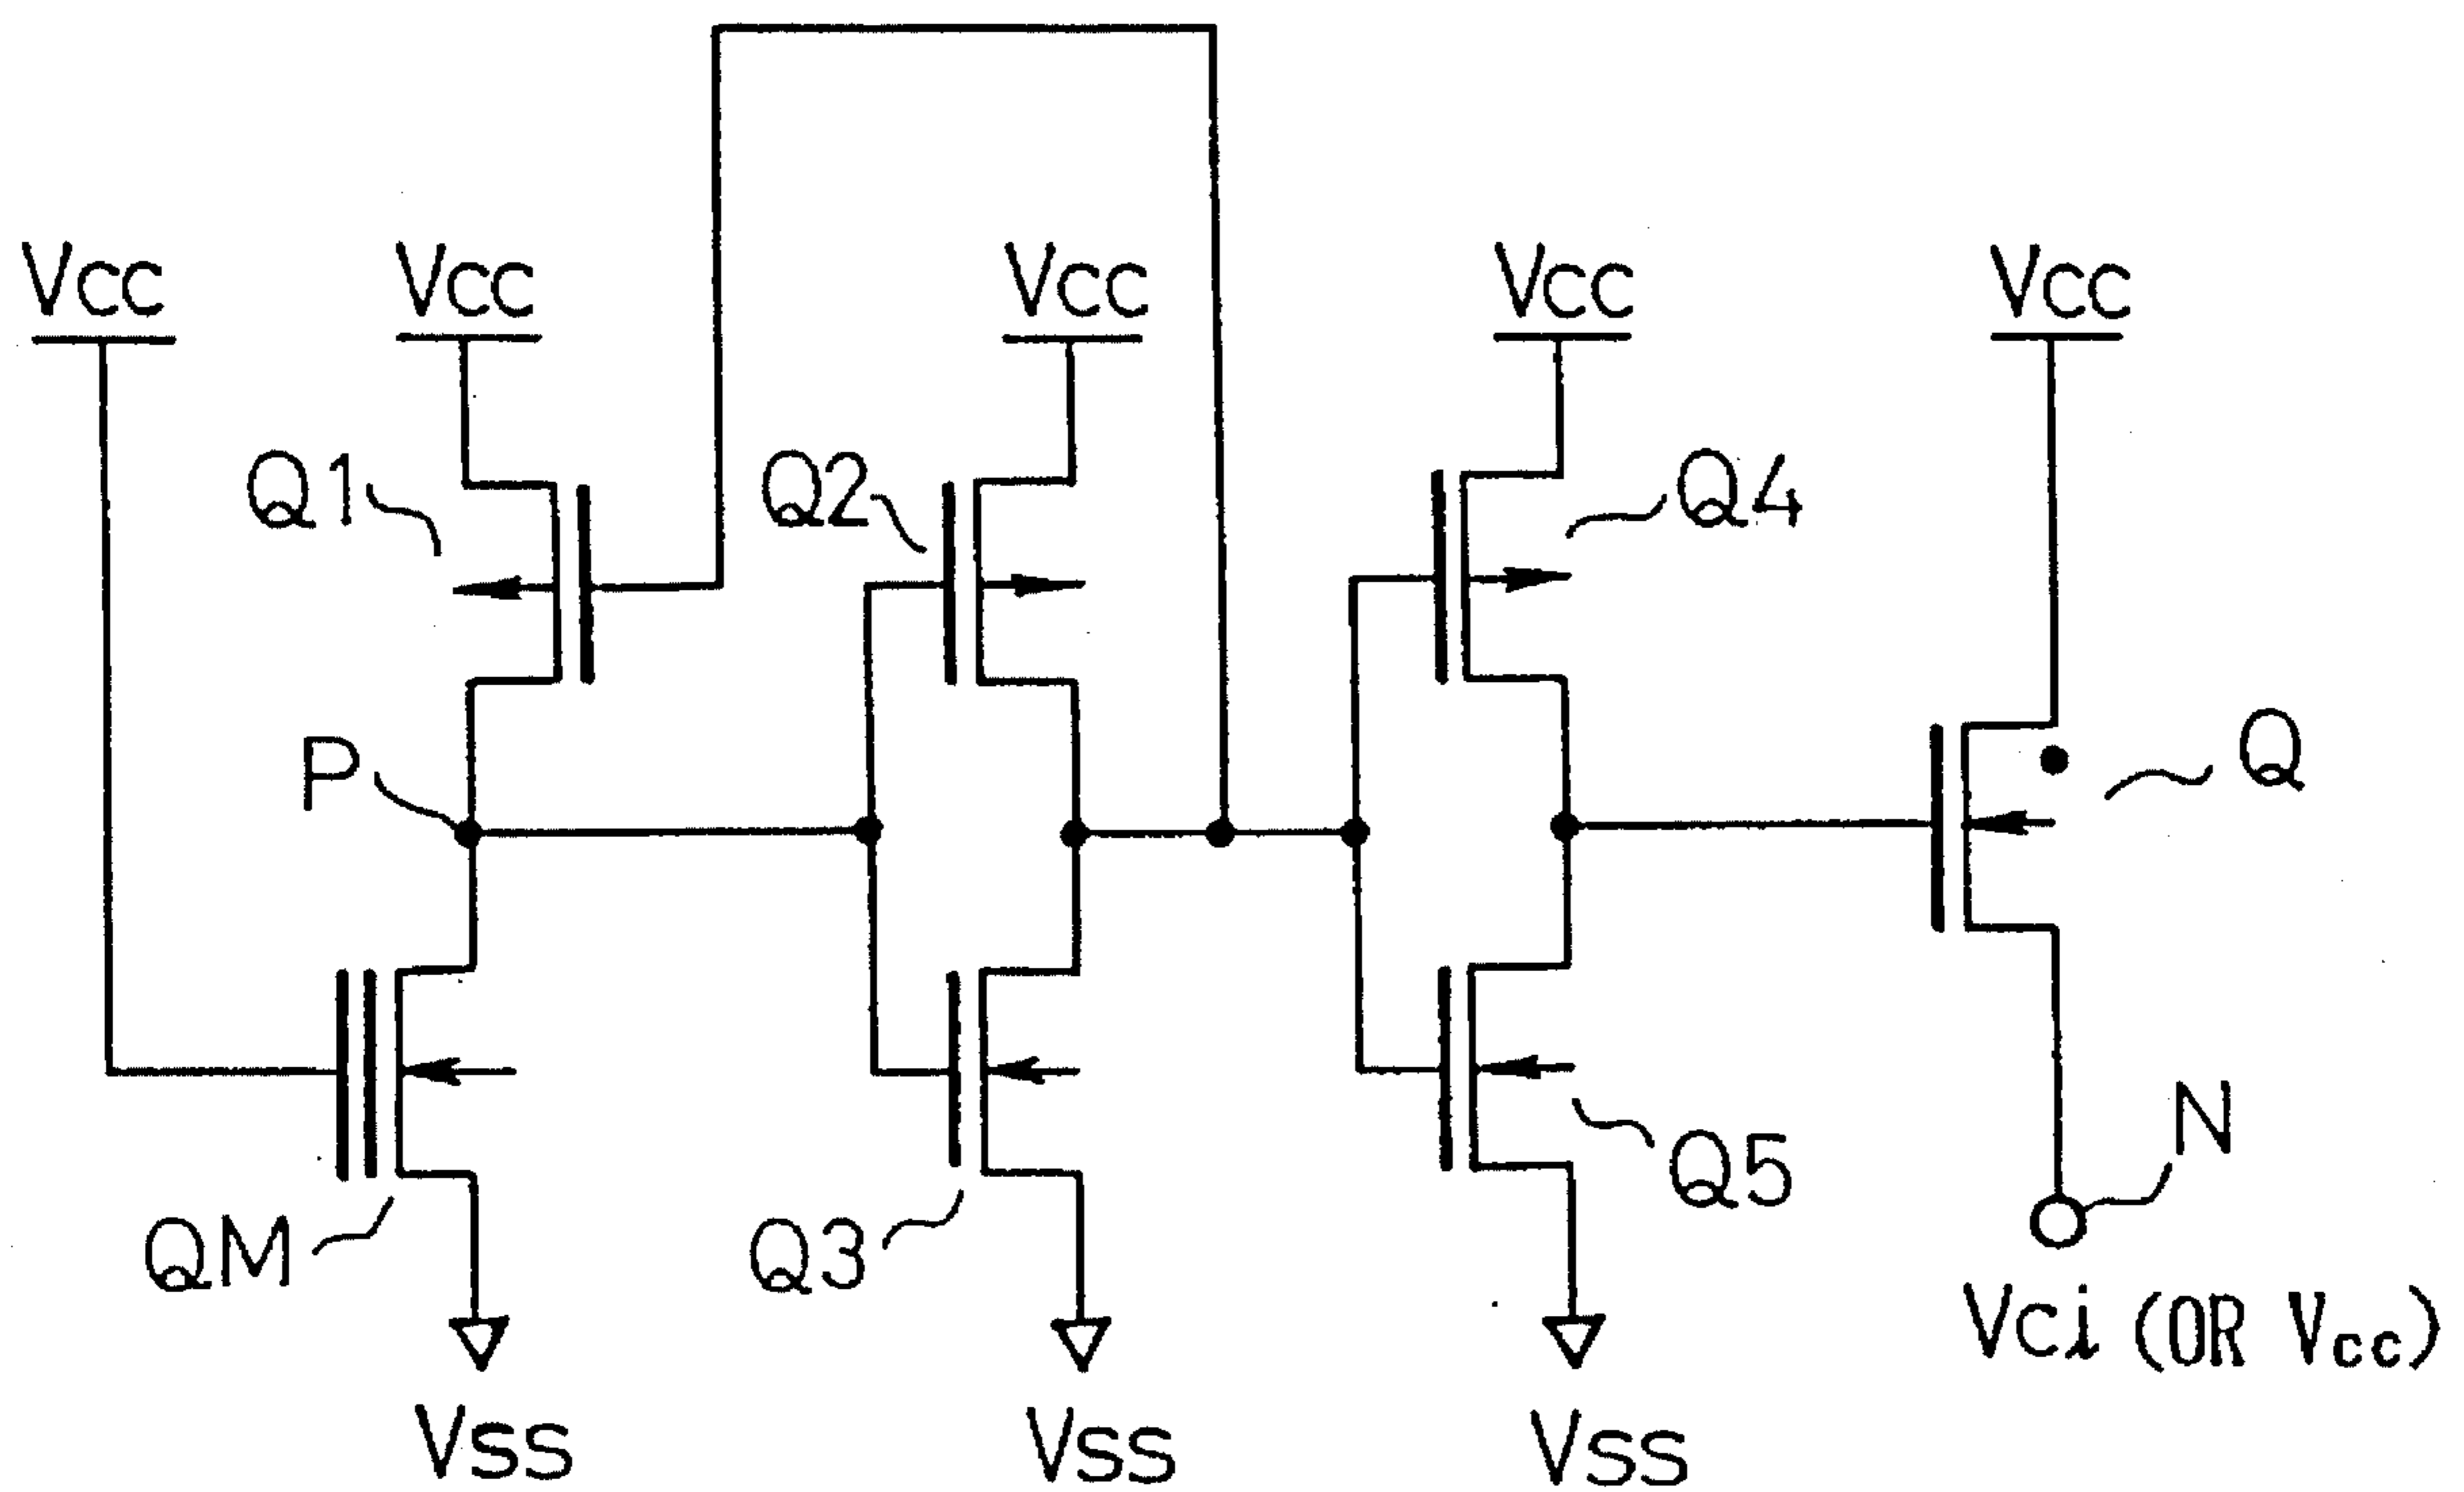 Vcc Vcc Vcc Vcc Vcc
Q1 Q2 Q4
P Q
N
QM Q3 Q5
Vci (OR Vcc)
Vss Vss Vss